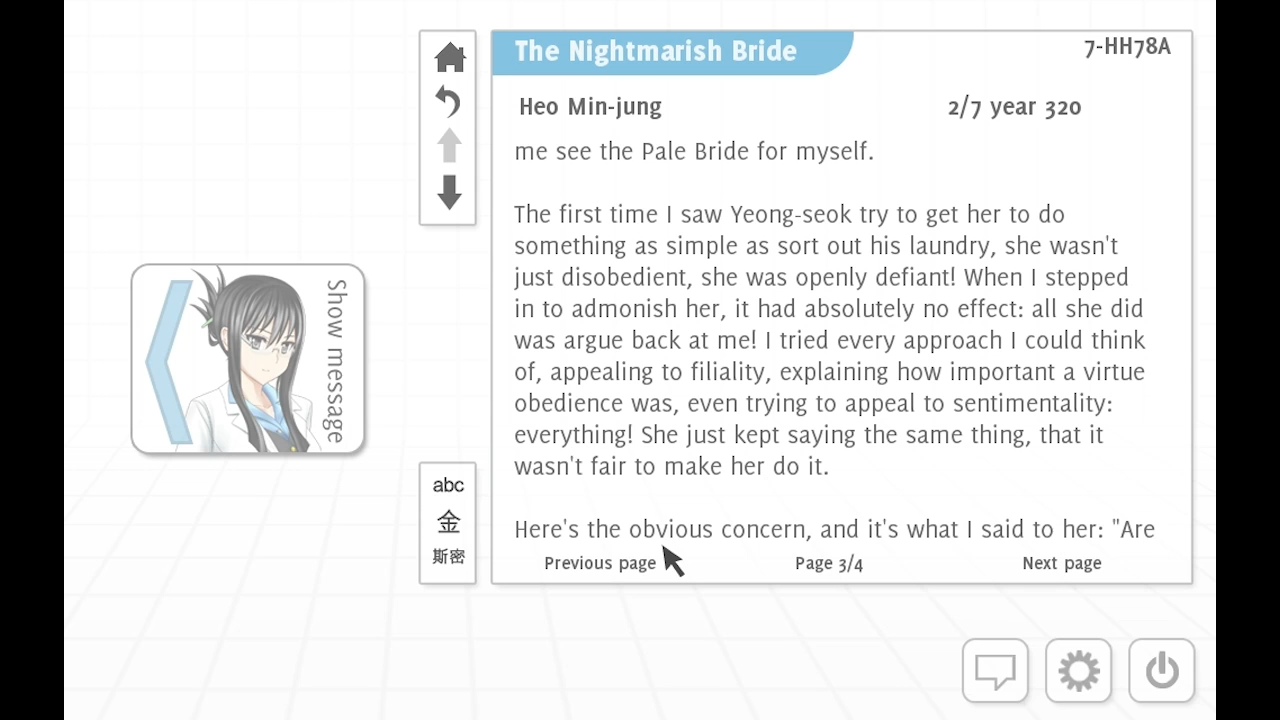 The Nightmarish Bride
7-HH78A
Heo Min-jung
2/7 year 320
me see the Pale Bride for myself.
The first time I saw Yeong-seok try to get her to do
something as simple as sort out his laundry, she wasn't
just disobedient, she was openly defiant! When I stepped
in to admonish her, it had absolutely no effect: all she did
was argue back at me! I tried every approach I could think
of, appealing to filiality, explaining how important a virtue
obedience was, even trying to appeal to sentimentality:
everything! She just kept saying the same thing, that it
wasn't fair to make her do it.
Here's the obvious concern, and it's what I said to her: "Are
Previous page
Page 3/4
Next page
Show message
abc
金
斯密